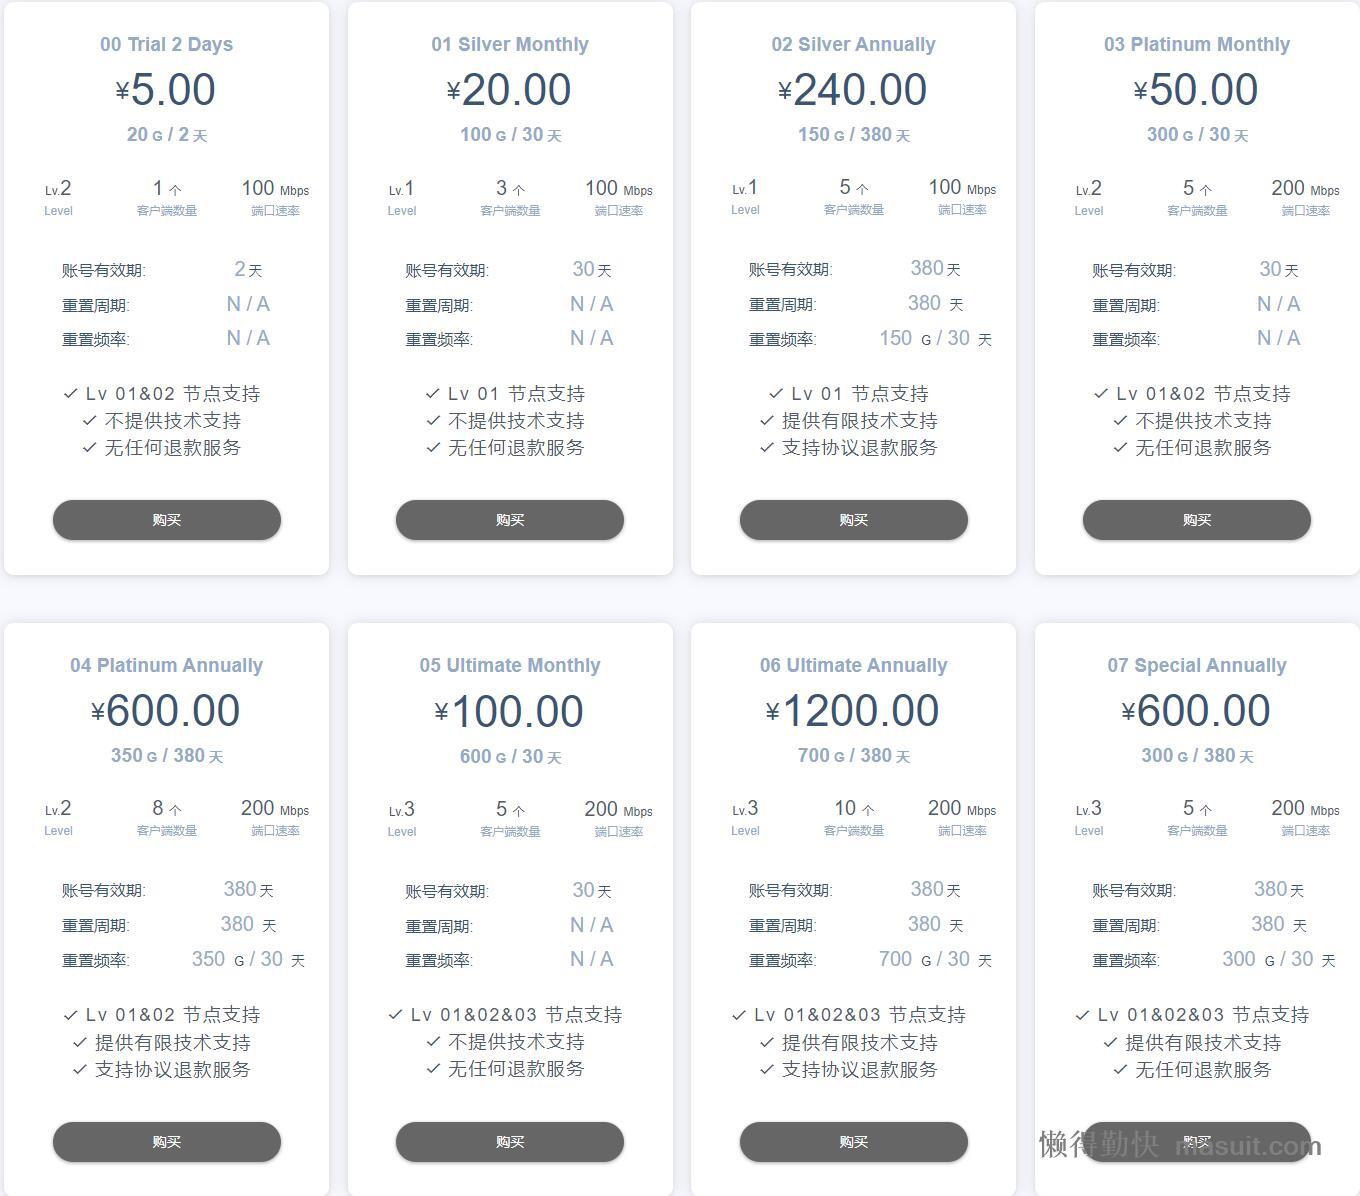 00 Trial 2 Days
¥5.00
20 G / 2 天
Lv.2 1 个 100 Mbps
Level 客户端数量 端口速率
账号有效期: 2 天
重置周期: N / A
重置频率: N / A
✓ Lv 01&02 节点支持
✓ 不提供技术支持
✓ 无任何退款服务
购买
01 Silver Monthly
¥20.00
100 G / 30 天
Lv.1 3 个 100 Mbps
Level 客户端数量 端口速率
账号有效期: 30 天
重置周期: N / A
重置频率: N / A
✓ Lv 01 节点支持
✓ 不提供技术支持
✓ 无任何退款服务
购买
02 Silver Annually
¥240.00
150 G / 380 天
Lv.1 5 个 100 Mbps
Level 客户端数量 端口速率
账号有效期: 380 天
重置周期: 380 天
重置频率: 150 G / 30 天
✓ Lv 01 节点支持
✓ 提供有限技术支持
✓ 支持协议退款服务
购买
03 Platinum Monthly
¥50.00
300 G / 30 天
Lv.2 5 个 200 Mbps
Level 客户端数量 端口速率
账号有效期: 30 天
重置周期: N / A
重置频率: N / A
✓ Lv 01&02 节点支持
✓ 不提供技术支持
✓ 无任何退款服务
购买
04 Platinum Annually
¥600.00
350 G / 380 天
Lv.2 8 个 200 Mbps
Level 客户端数量 端口速率
账号有效期: 380 天
重置周期: 380 天
重置频率: 350 G / 30 天
✓ Lv 01&02 节点支持
✓ 提供有限技术支持
✓ 支持协议退款服务
购买
05 Ultimate Monthly
¥100.00
600 G / 30 天
Lv.3 5 个 200 Mbps
Level 客户端数量 端口速率
账号有效期: 30 天
重置周期: N / A
重置频率: N / A
✓ Lv 01&02&03 节点支持
✓ 不提供技术支持
✓ 无任何退款服务
购买
06 Ultimate Annually
¥1200.00
700 G / 380 天
Lv.3 10 个 200 Mbps
Level 客户端数量 端口速率
账号有效期: 380 天
重置周期: 380 天
重置频率: 700 G / 30 天
✓ Lv 01&02&03 节点支持
✓ 提供有限技术支持
✓ 支持协议退款服务
购买
07 Special Annually
¥600.00
300 G / 380 天
Lv.3 5 个 200 Mbps
Level 客户端数量 端口速率
账号有效期: 380 天
重置周期: 380 天
重置频率: 300 G / 30 天
✓ Lv 01&02&03 节点支持
✓ 提供有限技术支持
✓ 无任何退款服务
购买
懒得勤快 masuit.com